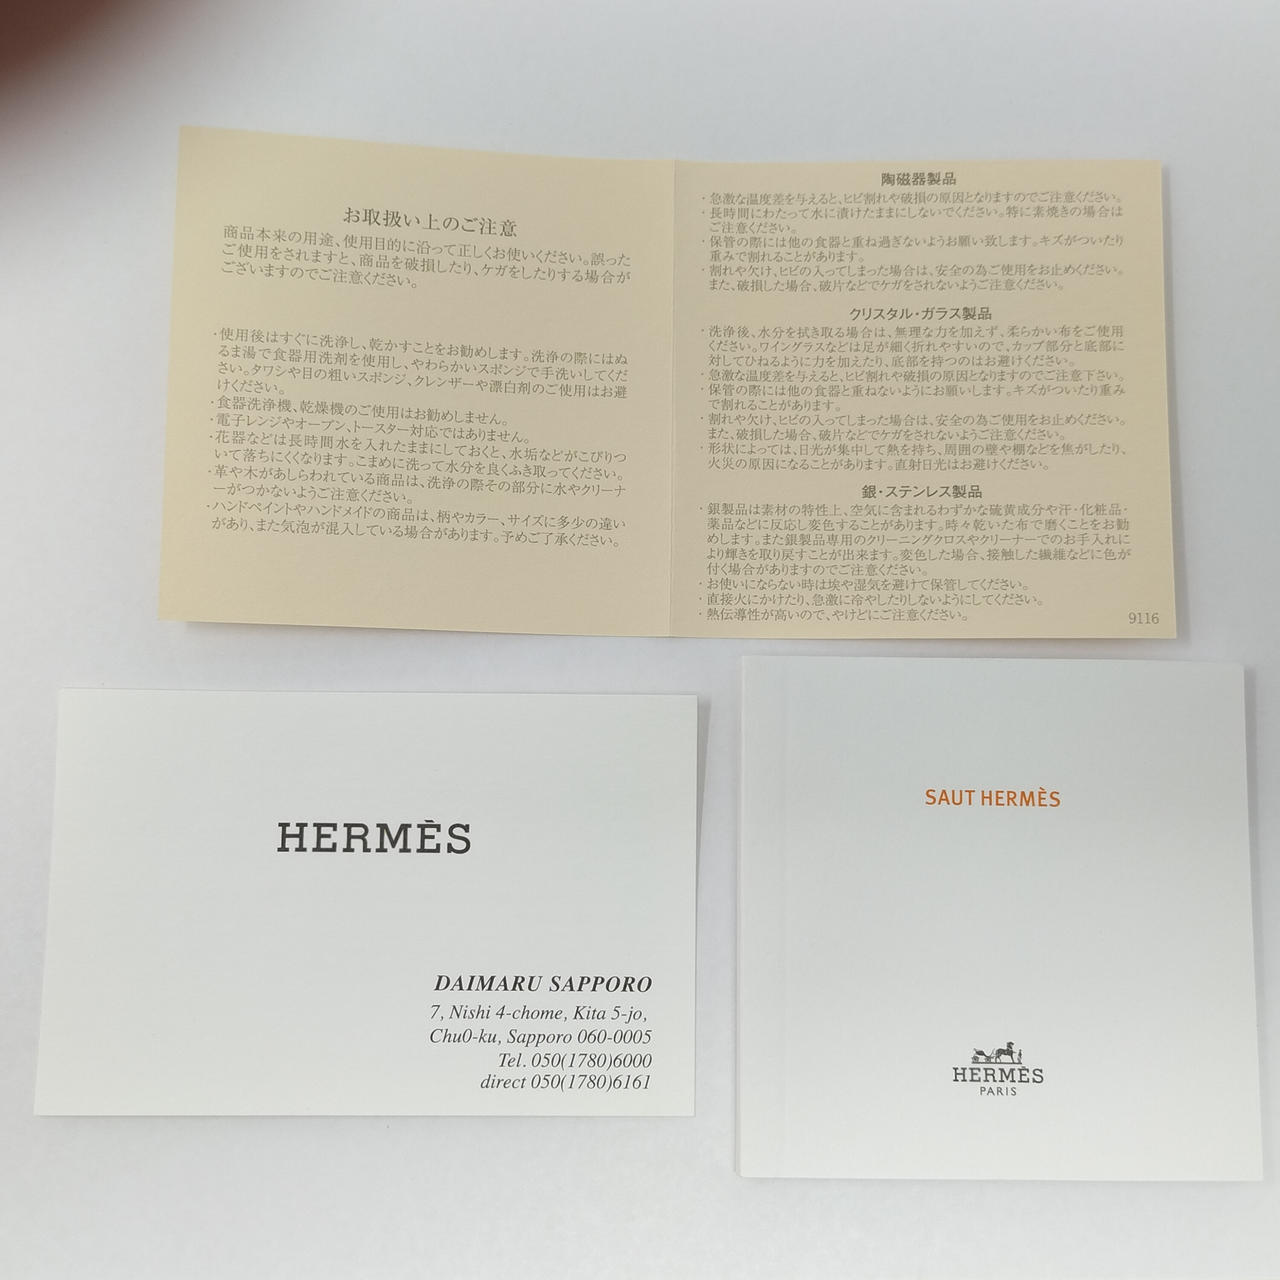 お取扱い上のご注意
商品本来の用途、使用目的に沿って正しくお使いください。誤った
ご使用をされますと、商品を破損したり、ケガをしたりする場合が
ございますのでご注意ください。
・使用後はすぐに洗浄し、乾かすことをお勧めします。洗浄の際にはぬ
るま湯で食器用洗剤を使用し、やわらかいスポンジで手洗いしてくだ
さい。タワシや目の粗いスポンジ、クレンザーや漂白剤のご使用はお避
けください。
・食器洗浄機、乾燥機のご使用はお勧めしません。
・電子レンジやオーブン、トースター対応ではありません。
・花器などは長時間水を入れたままにしておくと、水垢などがこびりつ
いて落ちにくくなります。こまめに洗って水分を良くふき取ってください。
・革や木があしらわれている商品は、洗浄の際その部分に水やクリーナ
ーがつかないようご注意ください。
・ハンドペイントやハンドメイドの商品は、柄やカラー、サイズに多少の違い
があり、また気泡が混入している場合があります。予めご了承ください。
陶磁器製品
・急激な温度差を与えると、ヒビ割れや破損の原因となりますのでご注意ください。
・長時間にわたって水に漬けたままにしないでください。特に素焼きの場合は
ご注意ください。
・保管の際には他の食器と重ね過ぎないようお願い致します。キズがついたり
重みで割れることがあります。
・割れや欠け、ヒビの入ってしまった場合は、安全の為ご使用をお止めください。
また、破損した場合、破片などでケガをされないようご注意ください。
クリスタル・ガラス製品
・洗浄後、水分を拭き取る場合は、無理な力を加えず、柔らかい布をご使用
ください。ワイングラスなどは足が細く折れやすいので、カップ部分と底部に
対してひねるように力を加えたり、底部を持つのはお避けください。
・急激な温度差を与えると、ヒビ割れや破損の原因となりますのでご注意下さい。
・保管の際には他の食器と重ねないようにお願いします。キズがついたり重み
で割れることがあります。
・割れや欠け、ヒビの入ってしまった場合は、安全の為ご使用をお止めください。
また、破損した場合、破片などでケガをされないようご注意ください。
・形状によっては、日光が集中して熱を持ち、周囲の壁や棚などを焦がしたり、
火災の原因になることがあります。直射日光はお避けください。
銀・ステンレス製品
・銀製品は素材の特性上、空気に含まれるわずかな硫黄成分や汗・化粧品・
薬品などに反応し変色することがあります。時々乾いた布で磨くことをお勧
めします。また銀製品専用のクリーニングクロスやクリーナーでのお手入れに
より輝きを取り戻すことが出来ます。変色した場合、接触した繊維などに色が
付く場合がありますのでご注意ください。
・お使いにならない時は埃や湿気を避けて保管してください。
・直接火にかけたり、急激に冷やしたりしないようにしてください。
・熱伝導性が高いので、やけどにご注意ください。
9116
HERMÈS
DAIMARU SAPPORO
7, Nishi 4-chome, Kita 5-jo,
Chu0-ku, Sapporo 060-0005
Tel. 050(1780)6000
direct 050(1780)6161
SAUT HERMÈS
HERMÈS
PARIS